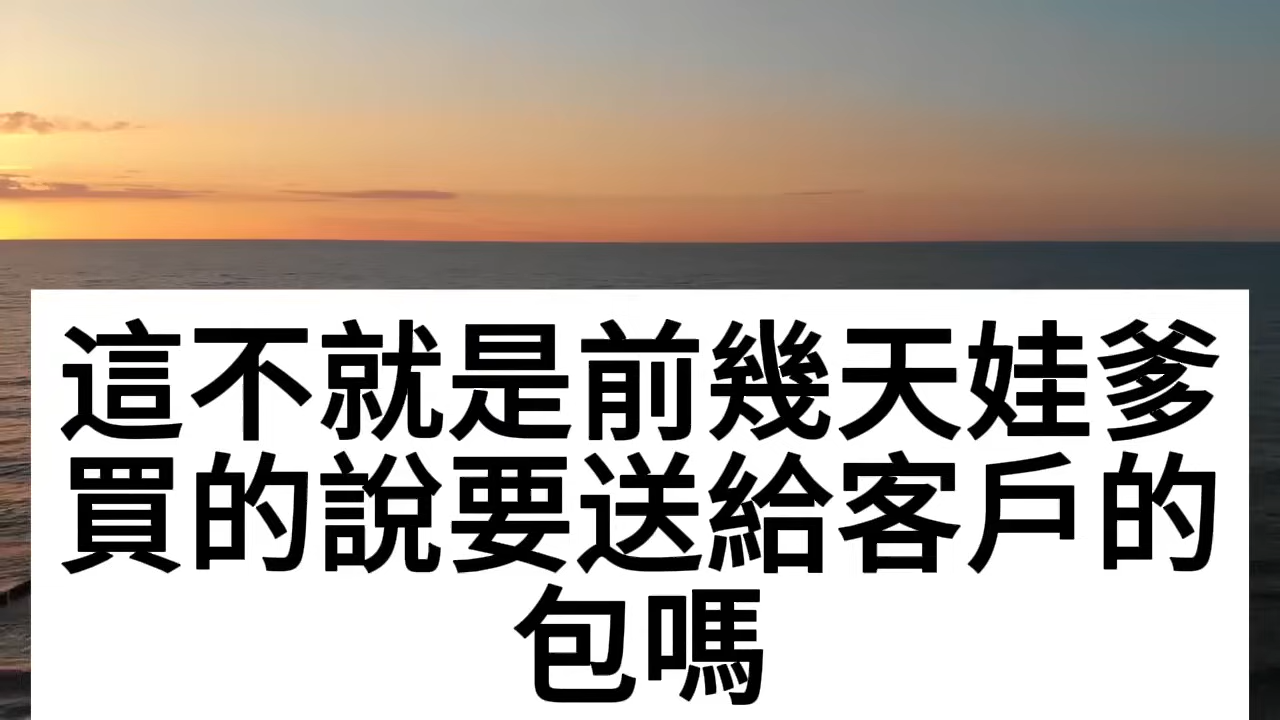 這不就是前幾天娃爹
買的說要送給客戶的
包嗎